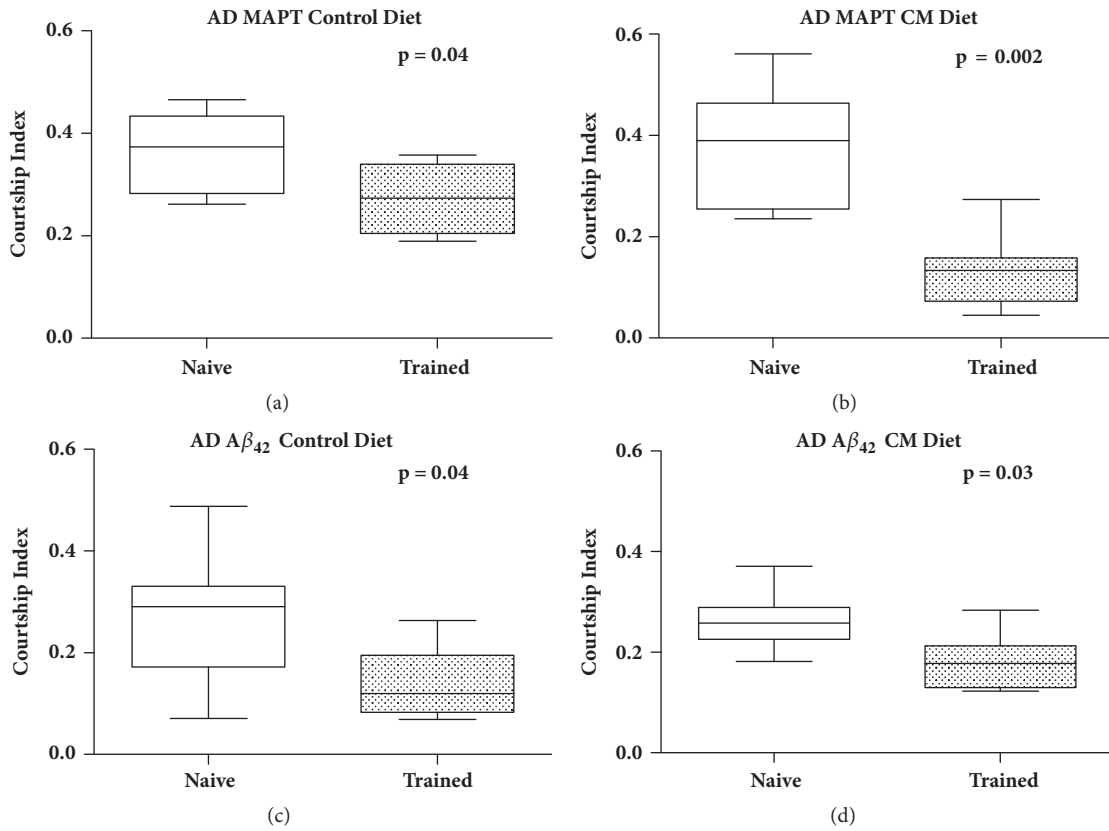 AD MAPT Control Diet
p = 0.04
Courtship Index
0.6
0.4
0.2
0.0
Naive
Trained
(a)
AD MAPT CM Diet
p = 0.002
Courtship Index
0.6
0.4
0.2
0.0
Naive
Trained
(b)
AD Aβ₄₂ Control Diet
p = 0.04
Courtship Index
0.6
0.4
0.2
0.0
Naive
Trained
(c)
AD Aβ₄₂ CM Diet
p = 0.03
Courtship Index
0.6
0.4
0.2
0.0
Naive
Trained
(d)